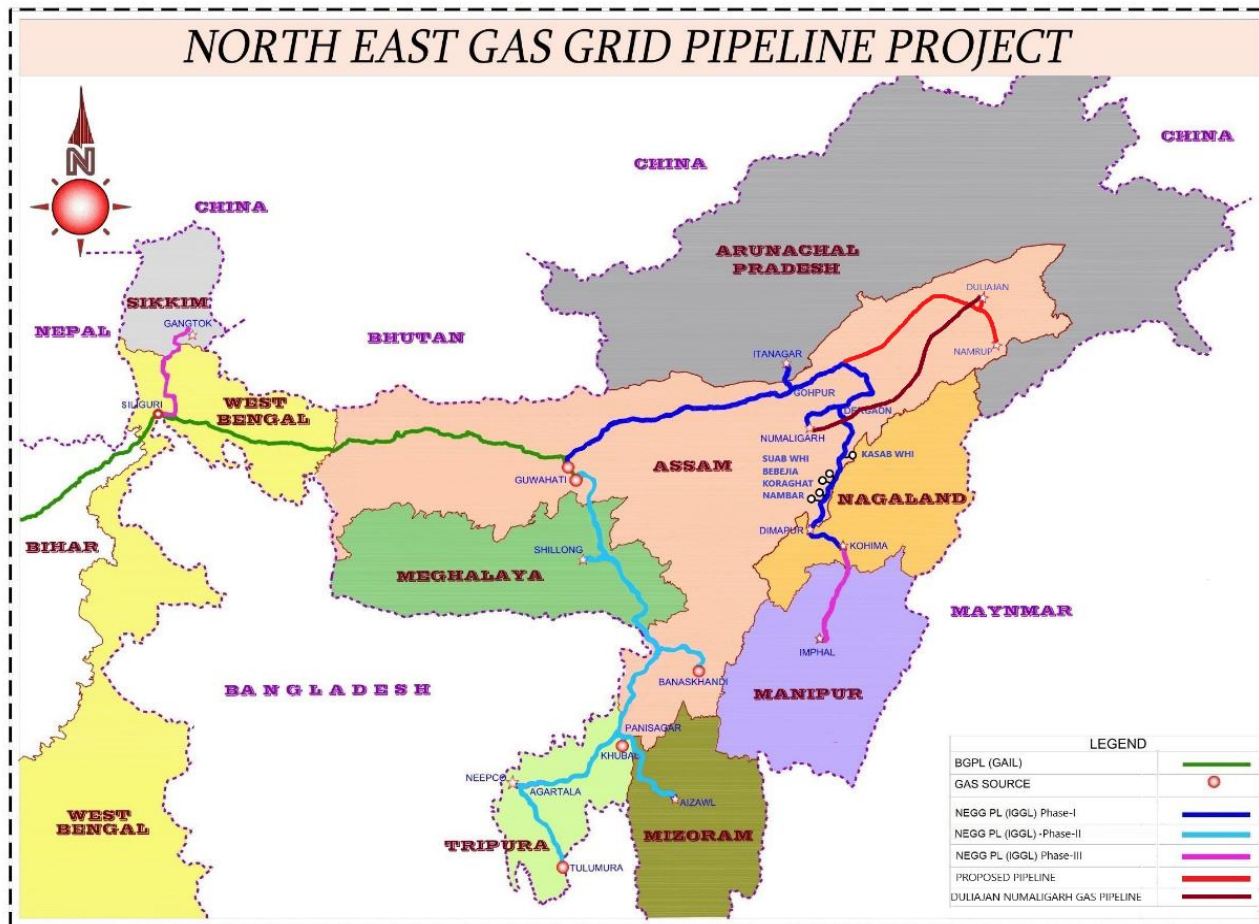 NORTH EAST GAS GRID PIPELINE PROJECT
N
CHINA
CHINA
CHINA
ARUNACHAL
PRADESH
SIKKIM
GANGTOK
NEPAL
BHUTAN
DULIAJAN
NAMRUP
ITANAGAR
GOHPUR
SILIGURI
WEST
BENGAL
DERGAON
NUMALIGARH
ASSAM
SUAB WHI
BEBEJIA
KORAGHAT
NAMBAR
KASAB WHI
GUWAHATI
NAGALAND
DIMAPUR
KOHIMA
BIHAR
SHILLONG
MEGHALAYA
MAYNMAR
IMPHAL
BANASKHANDI
BANGLADESH
MANIPUR
PANISAGAR
KHUBAL
NEEPCO
AGARTALA
AIZAWL
WEST
BENGAL
TRIPURA
MIZORAM
TULUMURA
LEGEND
BGPL (GAIL)
GAS SOURCE
NEGG PL (IGGL) Phase-I
NEGG PL (IGGL) -Phase-II
NEGG PL (IGGL) Phase-III
PROPOSED PIPELINE
DULIAJAN NUMALIGARH GAS PIPELINE